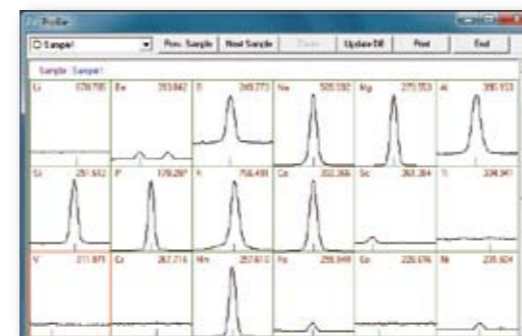 Profile
Sample1 Prev. Sample Next Sample Zoom Update DB Print End
Sample Sample1
Li 670.785 Be 313.042 B 249.773 Na 589.592 Mg 279.553 Al 396.153
Si 251.612 P 178.287 K 766.491 Ca 393.366 Sc 361.384 Ti 334.941
V 311.071 Cr 267.716 Mn 257.610 Fe 259.940 Co 228.616 Ni 231.604